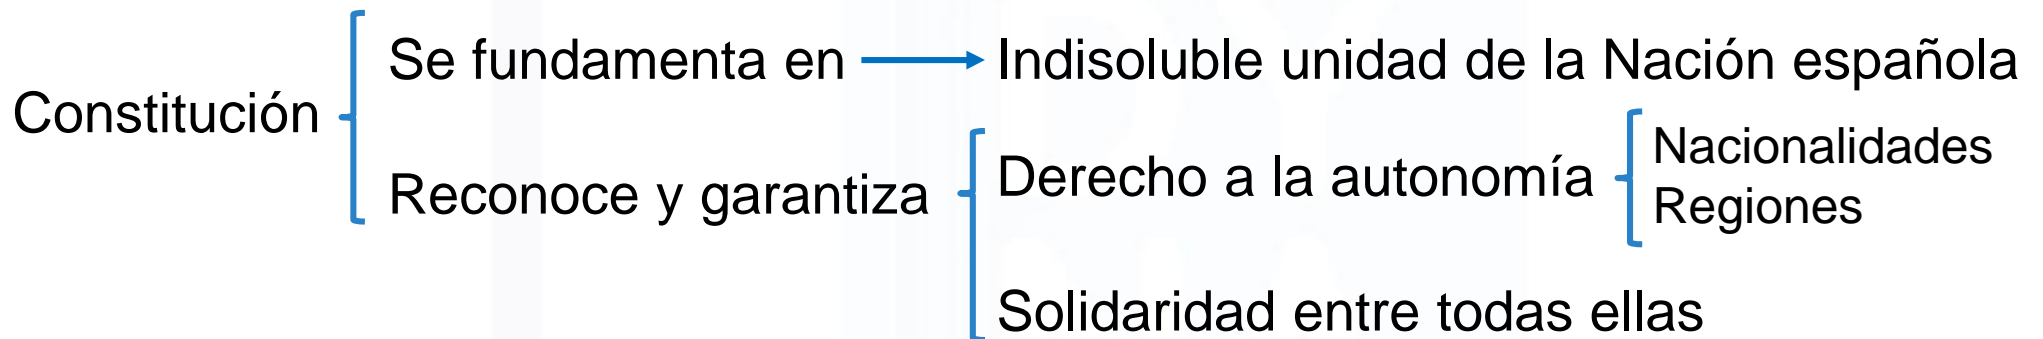 Se fundamenta en
Indisoluble unidad de la Nación española
Constitución
Reconoce y garantiza
Derecho a la autonomía
Nacionalidades
Regiones
Solidaridad entre todas ellas